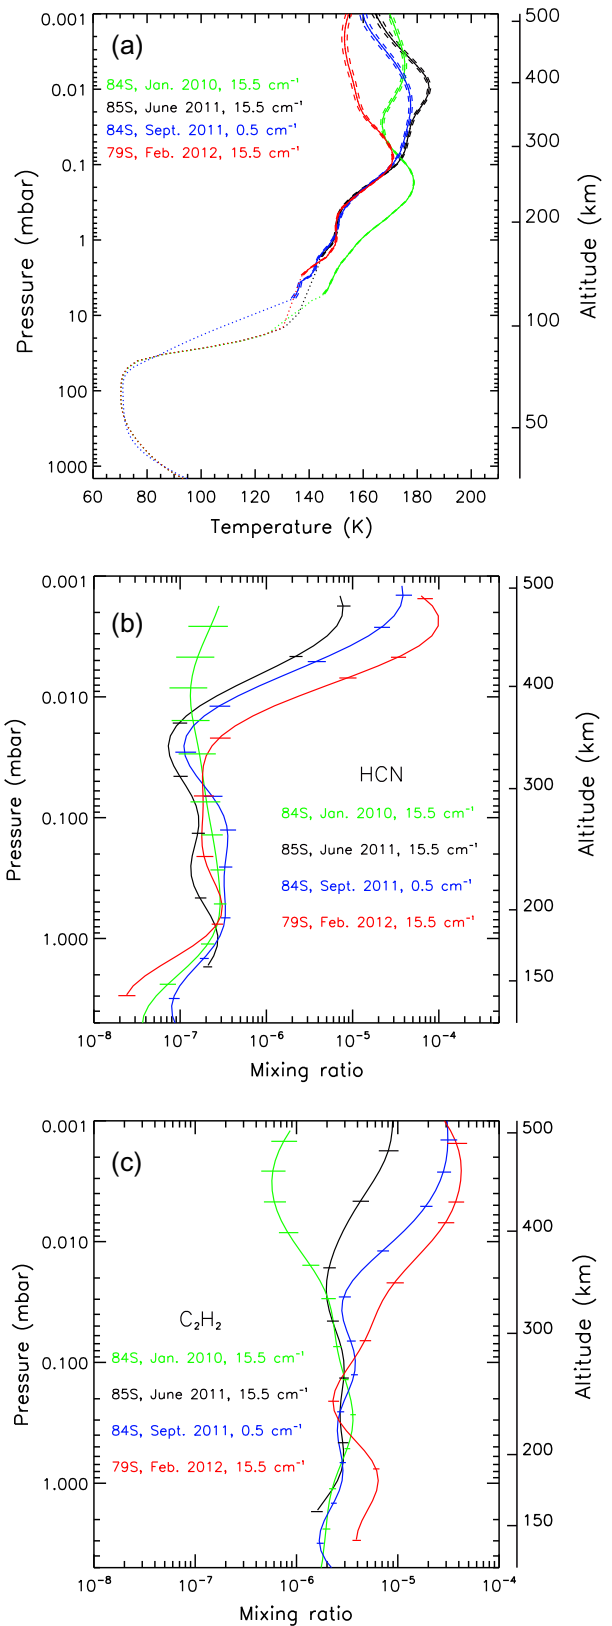 (a)
84S, Jan. 2010, 15.5 cm⁻¹
85S, June 2011, 15.5 cm⁻¹
84S, Sept. 2011, 0.5 cm⁻¹
79S, Feb. 2012, 15.5 cm⁻¹
0.001
0.01
0.1
1
10
100
1000
Pressure (mbar)
500
400
300
200
100
50
Altitude (km)
60 80 100 120 140 160 180 200
Temperature (K)
(b)
HCN
84S, Jan. 2010, 15.5 cm⁻¹
85S, June 2011, 15.5 cm⁻¹
84S, Sept. 2011, 0.5 cm⁻¹
79S, Feb. 2012, 15.5 cm⁻¹
0.001
0.010
0.100
1.000
Pressure (mbar)
500
400
300
200
150
Altitude (km)
10⁻⁸ 10⁻⁷ 10⁻⁶ 10⁻⁵ 10⁻⁴
Mixing ratio
(c)
C₂H₂
84S, Jan. 2010, 15.5 cm⁻¹
85S, June 2011, 15.5 cm⁻¹
84S, Sept. 2011, 0.5 cm⁻¹
79S, Feb. 2012, 15.5 cm⁻¹
0.001
0.010
0.100
1.000
Pressure (mbar)
500
400
300
200
150
Altitude (km)
10⁻⁸ 10⁻⁷ 10⁻⁶ 10⁻⁵ 10⁻⁴
Mixing ratio